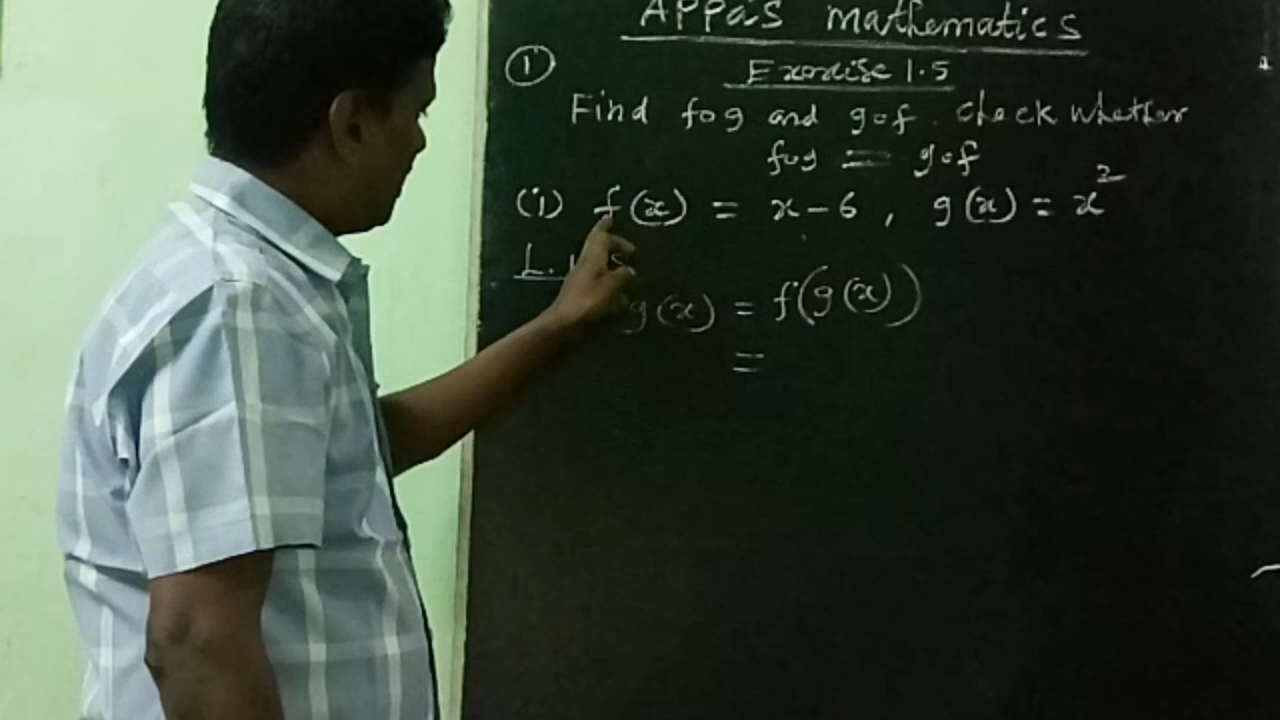 APPa's mathematics
① Exercise 1.5
Find fog and gof. check whether
fog = gof
(i) f(x) = x - 6 , g(x) = x²
g(x) = f(g(x))
=